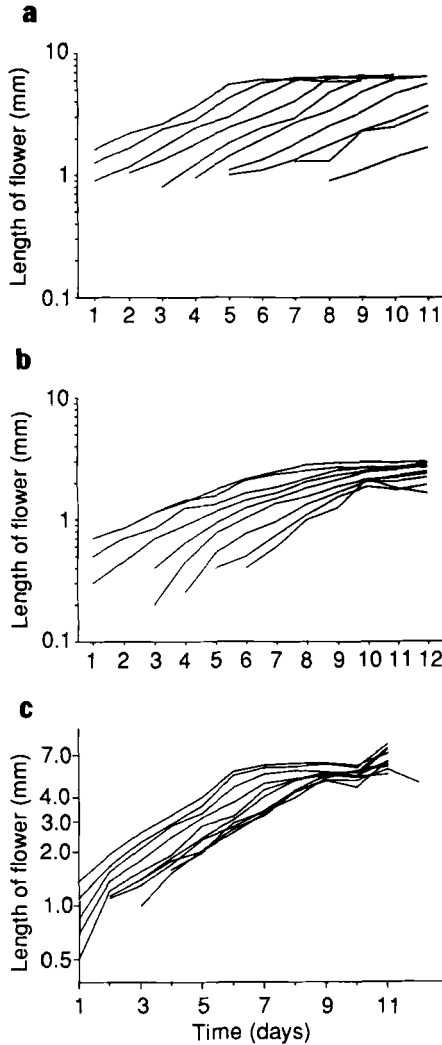 a
Length of flower (mm)
10
1
0.1
1 2 3 4 5 6 7 8 9 10 11
b
Length of flower (mm)
10
1
0.1
1 2 3 4 5 6 7 8 9 10 11 12
c
Length of flower (mm)
7.0
4.0
3.0
2.0
1.0
0.5
1 3 5 7 9 11
Time (days)